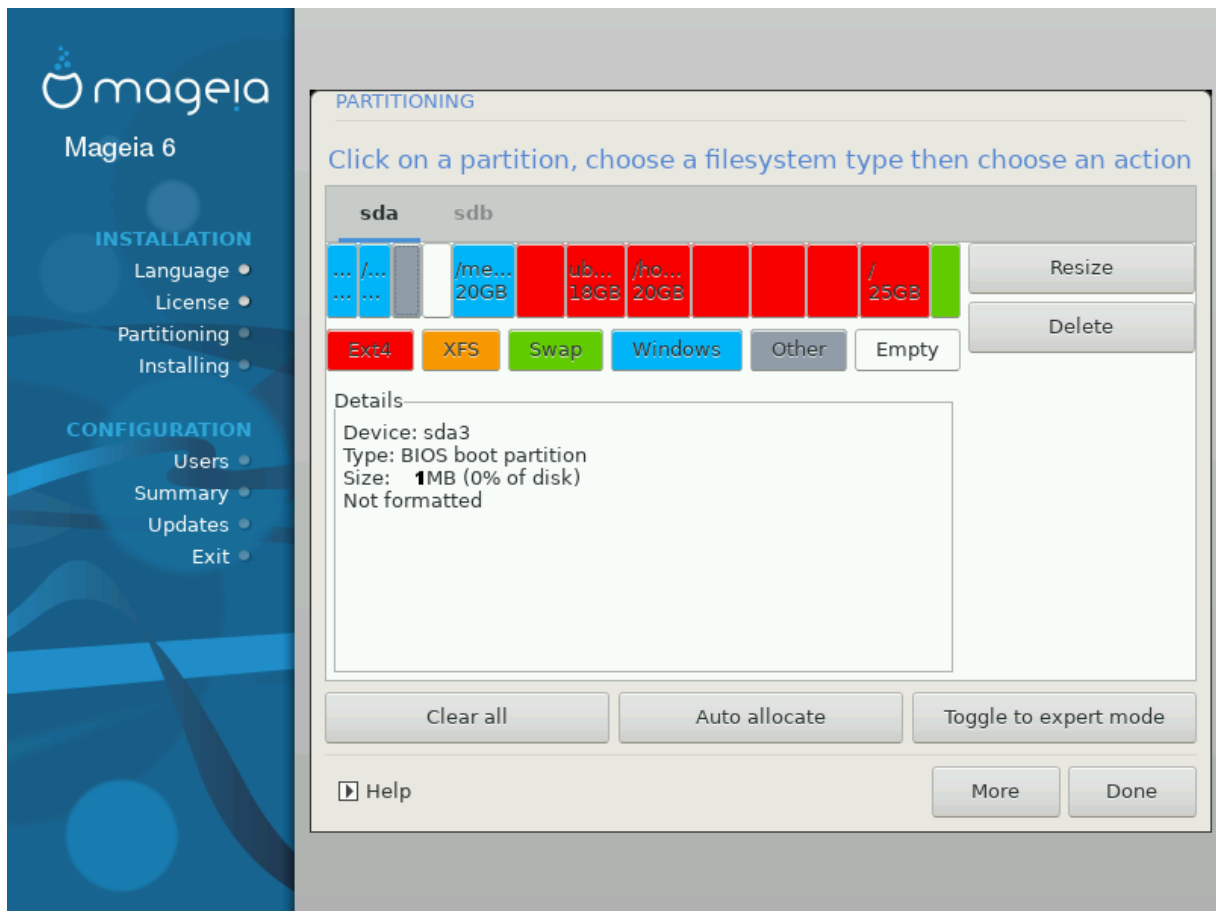 mageia
Mageia 6
INSTALLATION
Language
License
Partitioning
Installing
CONFIGURATION
Users
Summary
Updates
Exit
PARTITIONING
Click on a partition, choose a filesystem type then choose an action
sda sdb
... /... /me... ub... /ho... /
... ... 20GB 18GB 20GB 25GB
Resize
Delete
Ext4 XFS Swap Windows Other Empty
Details
Device: sda3
Type: BIOS boot partition
Size: 1MB (0% of disk)
Not formatted
Clear all Auto allocate Toggle to expert mode
Help More Done